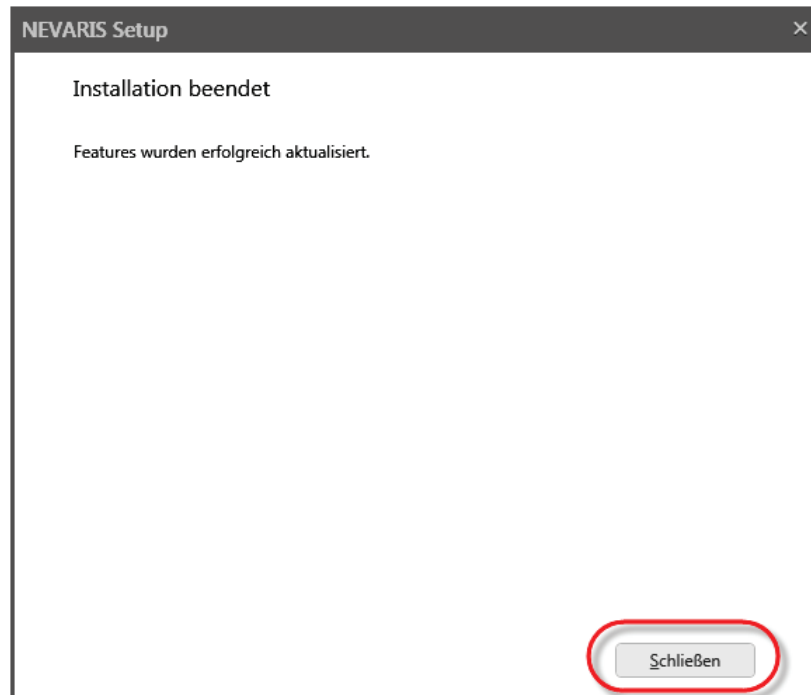 NEVARIS Setup
Installation beendet
Features wurden erfolgreich aktualisiert.
Schließen